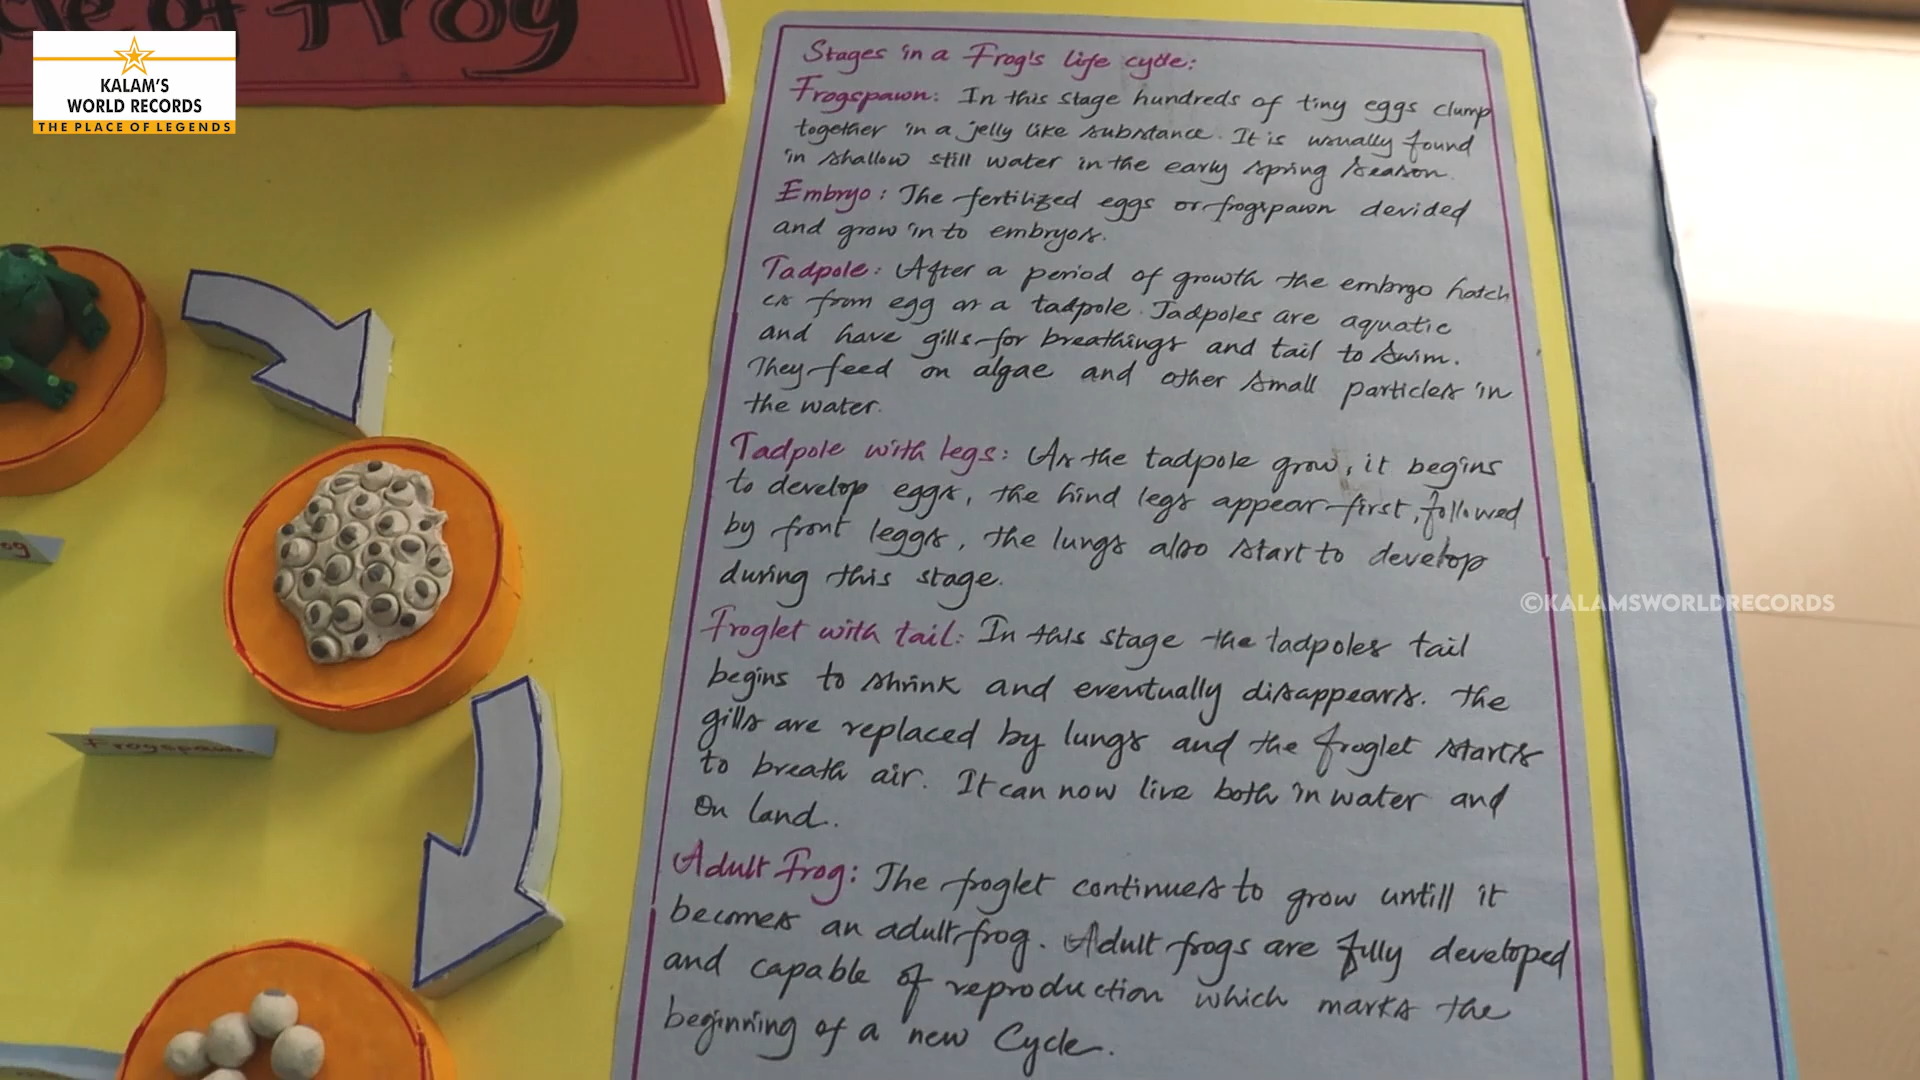 cle of Frog
KALAM'S
WORLD RECORDS
THE PLACE OF LEGENDS
Stages in a Frog's life cycle:
Frogspawn: In this stage hundreds of tiny eggs clump
together in a jelly like substance. It is usually found
in shallow still water in the early spring season.
Embryo: The fertilized eggs or frogspawn devided
and grow in to embryos.
Tadpole: After a period of growth the embryo hatch
es from egg as a tadpole. Tadpoles are aquatic
and have gills for breathings and tail to swim.
They feed on algae and other small particles in
the water.
Tadpole with legs: As the tadpole grow, it begins
to develop eggs, the hind legs appear first, followed
by front leggs, the lungs also start to develop
during this stage.
Froglet with tail: In this stage the tadpoles tail
begins to shrink and eventually disappears. The
gills are replaced by lungs and the froglet starts
to breath air. It can now live both in water and
on land.
Adult Frog: The froglet continues to grow untill it
becomes an adult frog. Adult frogs are fully developed
and capable of reproduction which marks the
beginning of a new Cycle.
og
Frogspawn
©KALAMSWORLDRECORDS